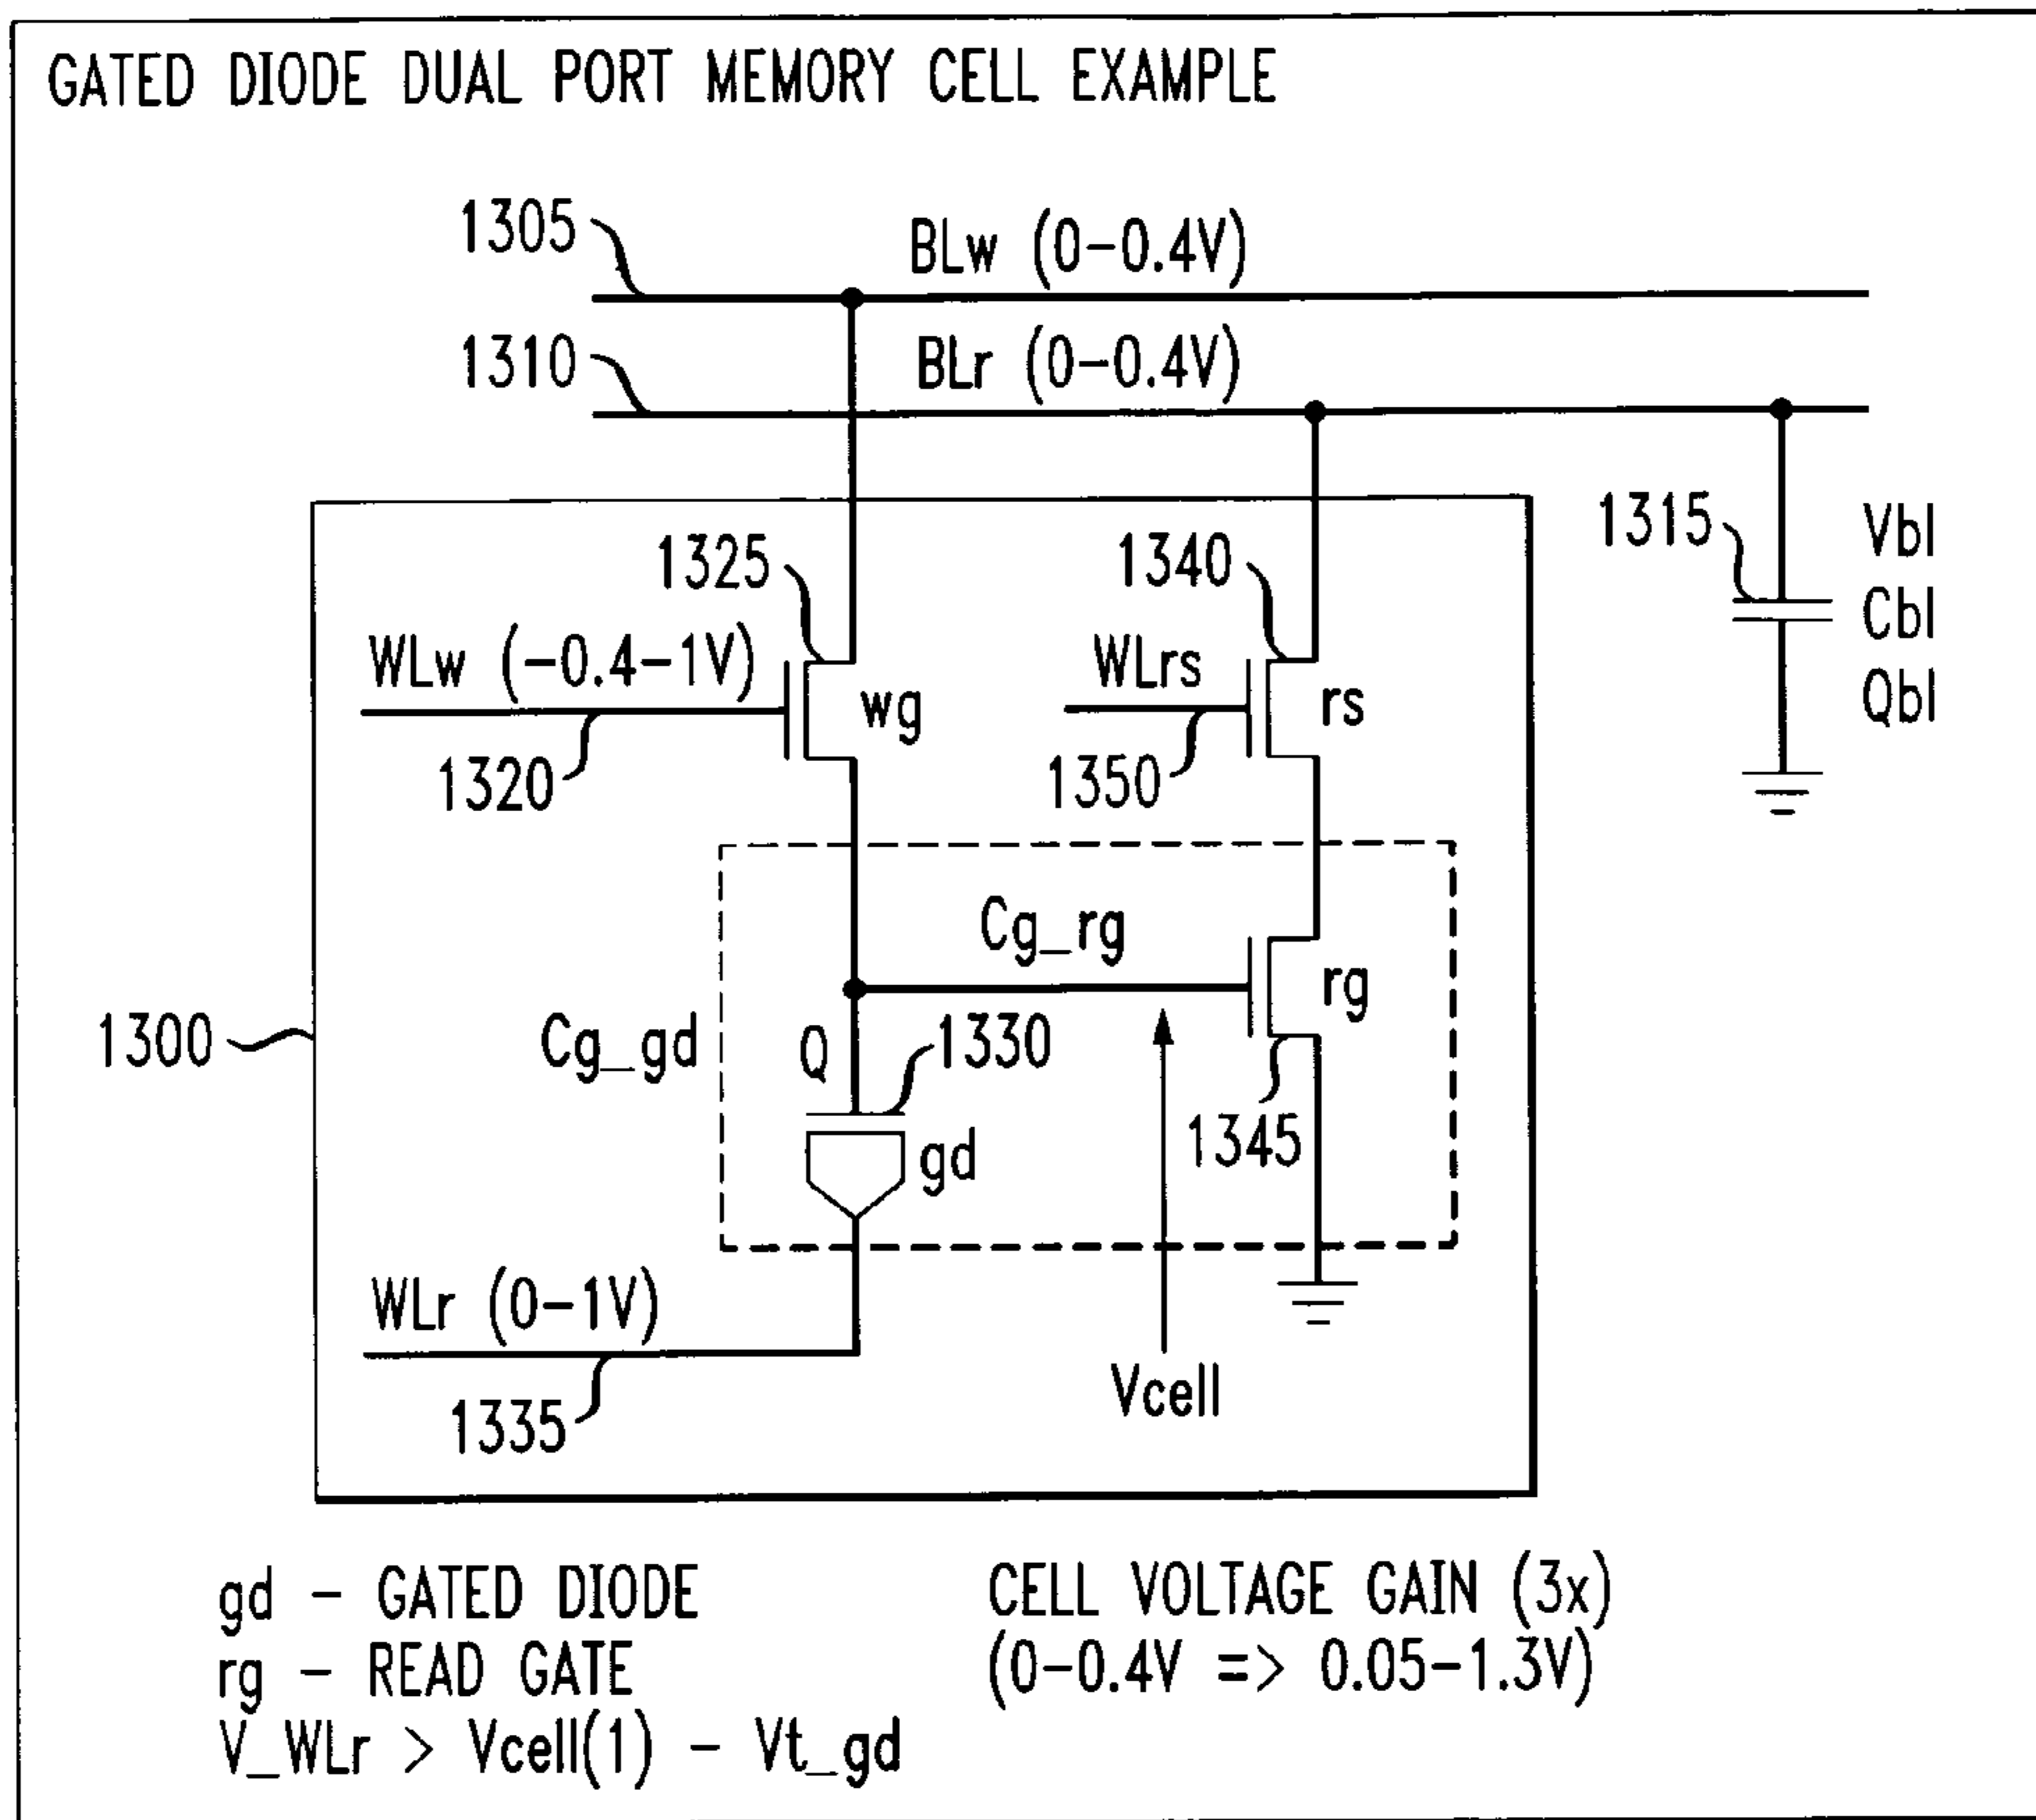 GATED DIODE DUAL PORT MEMORY CELL EXAMPLE
1305
BLw (0-0.4V)
1310
BLr (0-0.4V)
1315
Vbl
Cbl
Qbl
1325
1340
WLw (-0.4-1V)
wg
WLrs
rs
1320
1350
Cg_rg
rg
1300
Cg_gd
Q
1330
1345
gd
WLr (0-1V)
1335
Vcell
gd - GATED DIODE
rg - READ GATE
V_WLr > Vcell(1) - Vt_gd
CELL VOLTAGE GAIN (3x)
(0-0.4V => 0.05-1.3V)